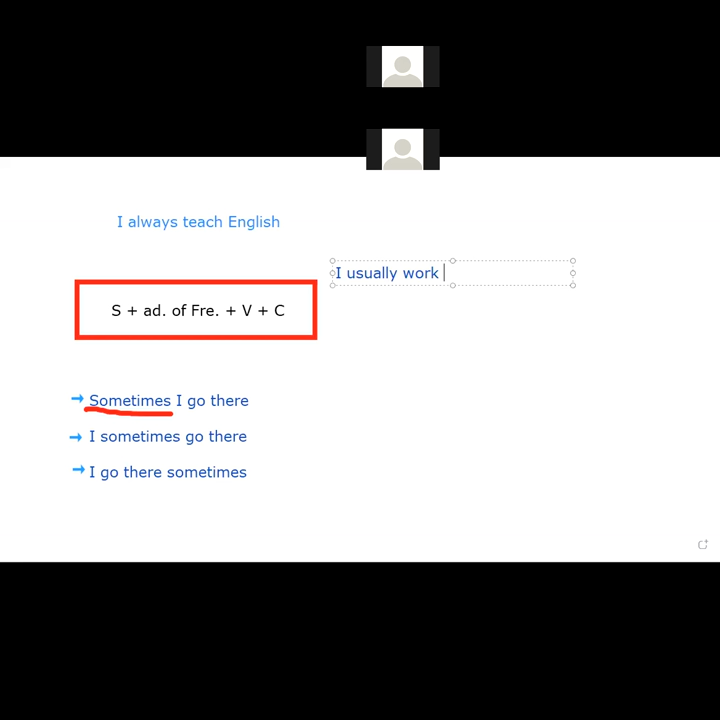 I always teach English
I usually work
S + ad. of Fre. + V + C
Sometimes I go there
I sometimes go there
I go there sometimes